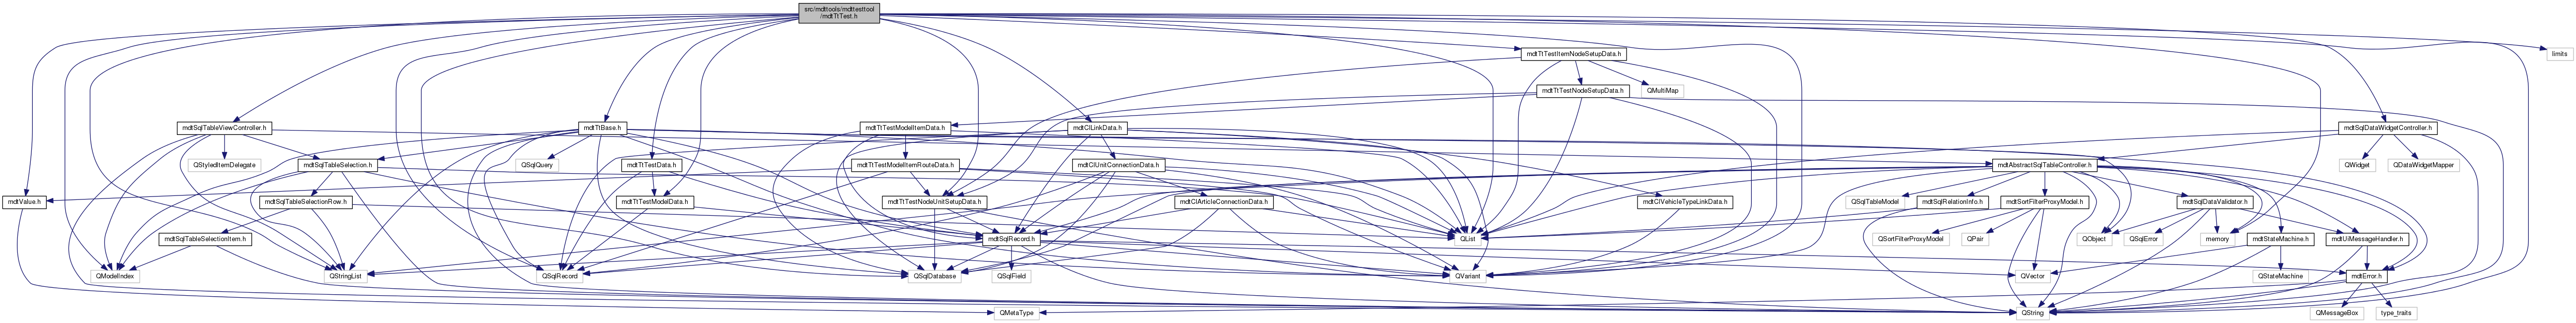 src/mdttools/mdttesttool
/mdtTtTest.h
mdtTtTestItemNodeSetupData.h
limits
mdtTtTestNodeSetupData.h
QMultiMap
mdtSqlTableViewController.h
mdtTtBase.h
mdtTtTestModelItemData.h
mdtClLinkData.h
mdtSqlDataWidgetController.h
QStyledItemDelegate
mdtSqlTableSelection.h
QSqlQuery
mdtTtTestData.h
mdtTtTestModelItemRouteData.h
mdtClUnitConnectionData.h
mdtAbstractSqlTableController.h
QWidget
QDataWidgetMapper
mdtValue.h
mdtSqlTableSelectionRow.h
mdtTtTestModelData.h
mdtTtTestNodeUnitSetupData.h
mdtClArticleConnectionData.h
mdtClVehicleTypeLinkData.h
QSqlTableModel
mdtSqlRelationInfo.h
mdtSortFilterProxyModel.h
mdtSqlDataValidator.h
mdtSqlTableSelectionItem.h
mdtSqlRecord.h
QList
QSortFilterProxyModel
QPair
QObject
QSqlError
memory
mdtStateMachine.h
mdtUiMessageHandler.h
QModelIndex
QStringList
QSqlRecord
QSqlDatabase
QSqlField
QVariant
QVector
QStateMachine
mdtError.h
QMetaType
QString
QMessageBox
type_traits